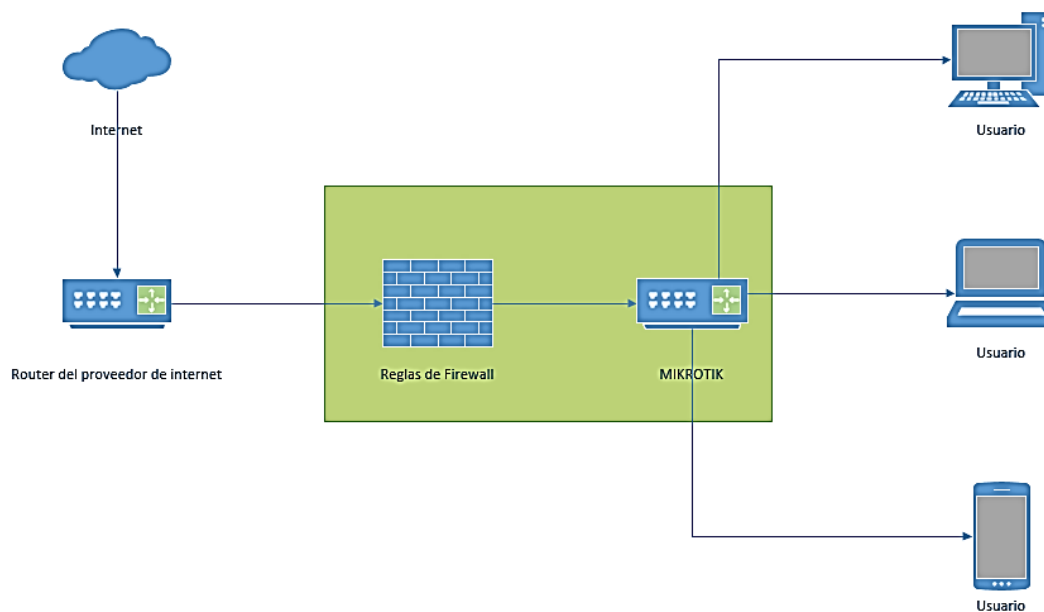 Internet
Usuario
Usuario
Router del proveedor de internet
Reglas de Firewall
MIKROTIK
Usuario